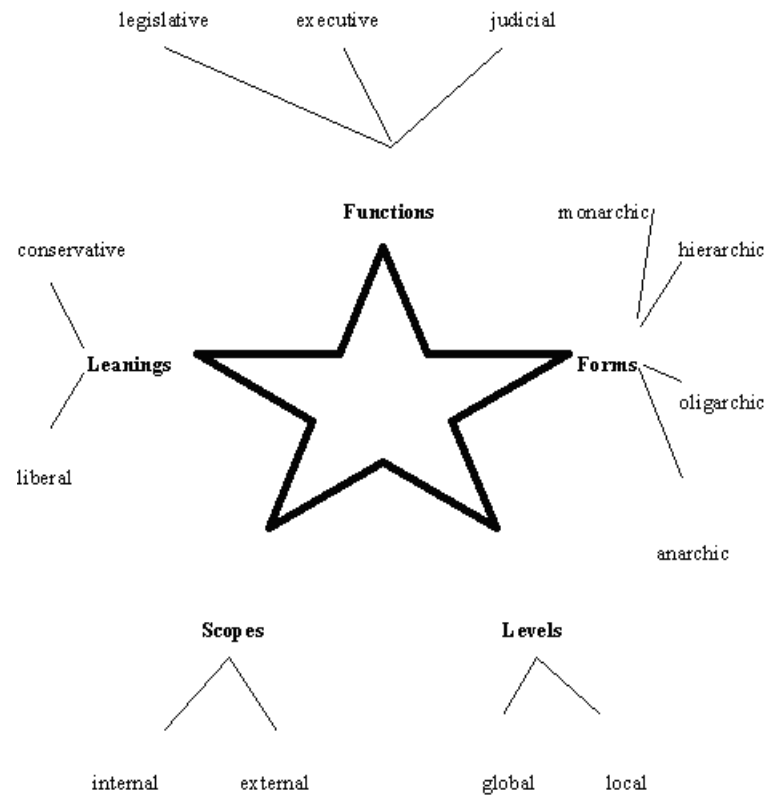 legislative executive judicial
Functions
monarchic
conservative
hierarchic
Leanings
Forms
oligarchic
liberal
anarchic
Scopes Levels
internal external global local